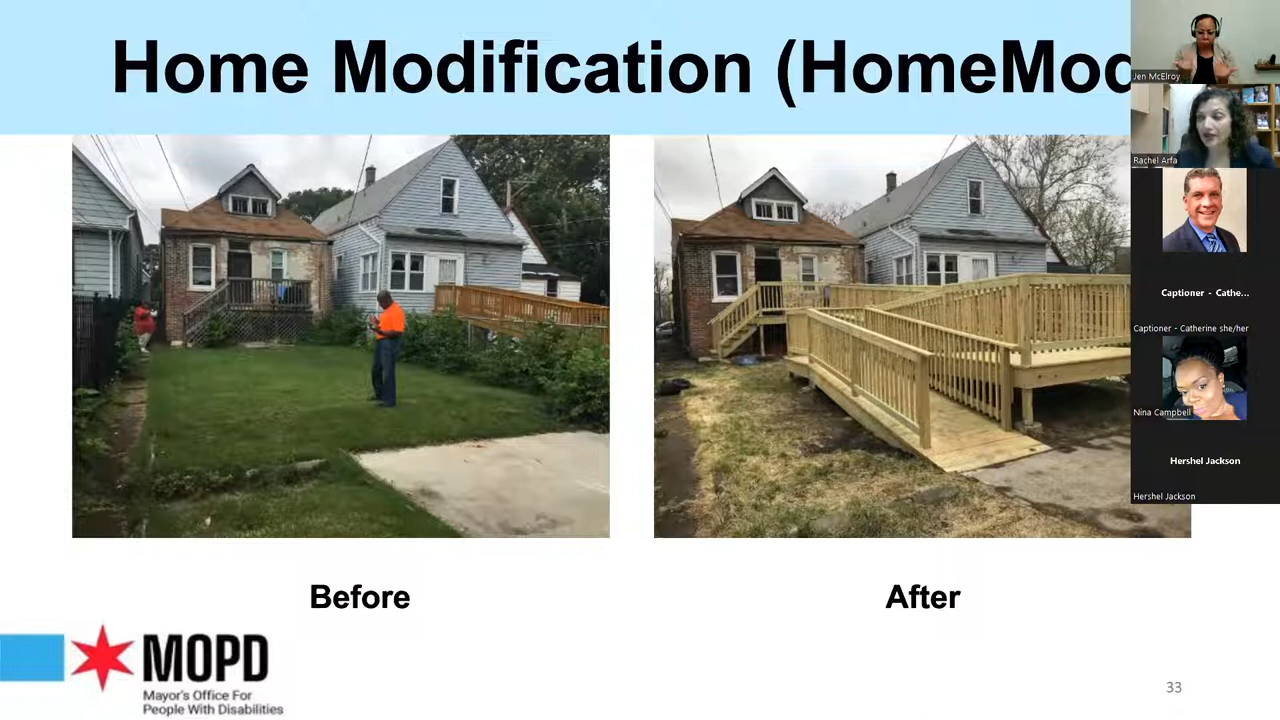 Home Modification (HomeMod
Before
After
MOPD
Mayor's Office For
People With Disabilities
33
Jen McElroy
Rachel Arfa
Captioner - Cathe...
Captioner - Catherine she/her
Nina Campbell
Hershel Jackson
Hershel Jackson